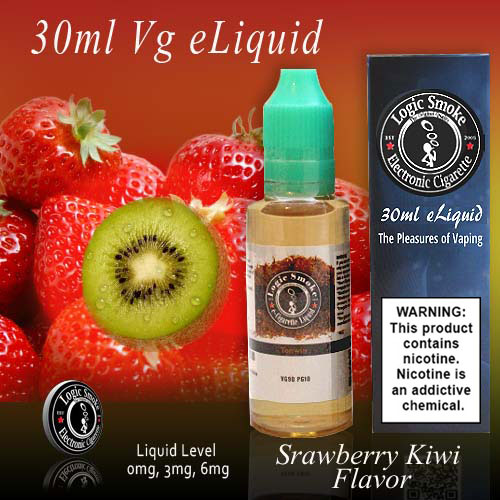 30ml Vg eLiquid
Logic Smoke
EST 2005
Electronic Cigarette
30ml eLiquid
The Pleasures of Vaping
WARNING:
This product
contains
nicotine.
Nicotine is
an addictive
chemical.
Logic Smoke
e-Cigarette Liquid
VG90 PG10
Logic Smoke
EST
Electronic Cigarette
Liquid Level
0mg, 3mg, 6mg
Srawberry Kiwi
Flavor